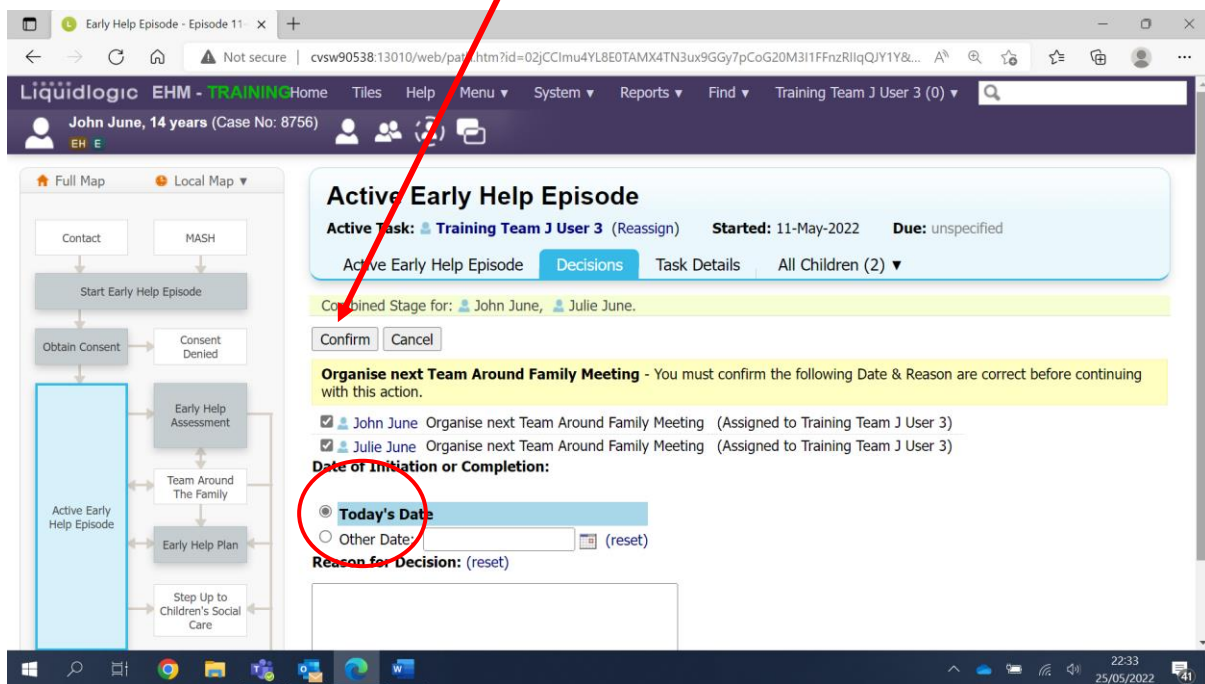 Early Help Episode - Episode 11-
Not secure | cvsw90538:13010/web/pat
Liquidlogic EHM - TRAINING Home Tiles Help Menu ▾ System ▾ Reports ▾ Find ▾ Training Team J User 3 (0) ▾
John June, 14 years (Case No: 8756)
EH E
Full Map Local Map ▾
Contact MASH
Start Early Help Episode
Obtain Consent
Consent
Denied
Active Early
Help Episode
Early Help
Assessment
Team Around
The Family
Early Help Plan
Step Up to
Children's Social
Care
Active Early Help Episode
Active Task: Training Team J User 3 (Reassign) Started: 11-May-2022 Due: unspecified
Active Early Help Episode Decisions Task Details All Children (2) ▼
Combined Stage for: John June, Julie June.
Confirm Cancel
Organise next Team Around Family Meeting - You must confirm the following Date & Reason are correct before continuing
with this action.
John June Organise next Team Around Family Meeting (Assigned to Training Team J User 3)
Julie June Organise next Team Around Family Meeting (Assigned to Training Team J User 3)
Date of Initiation or Completion:
Today's Date
Other Date: (reset)
Reason for Decision: (reset)
22:33
25/05/2022
41